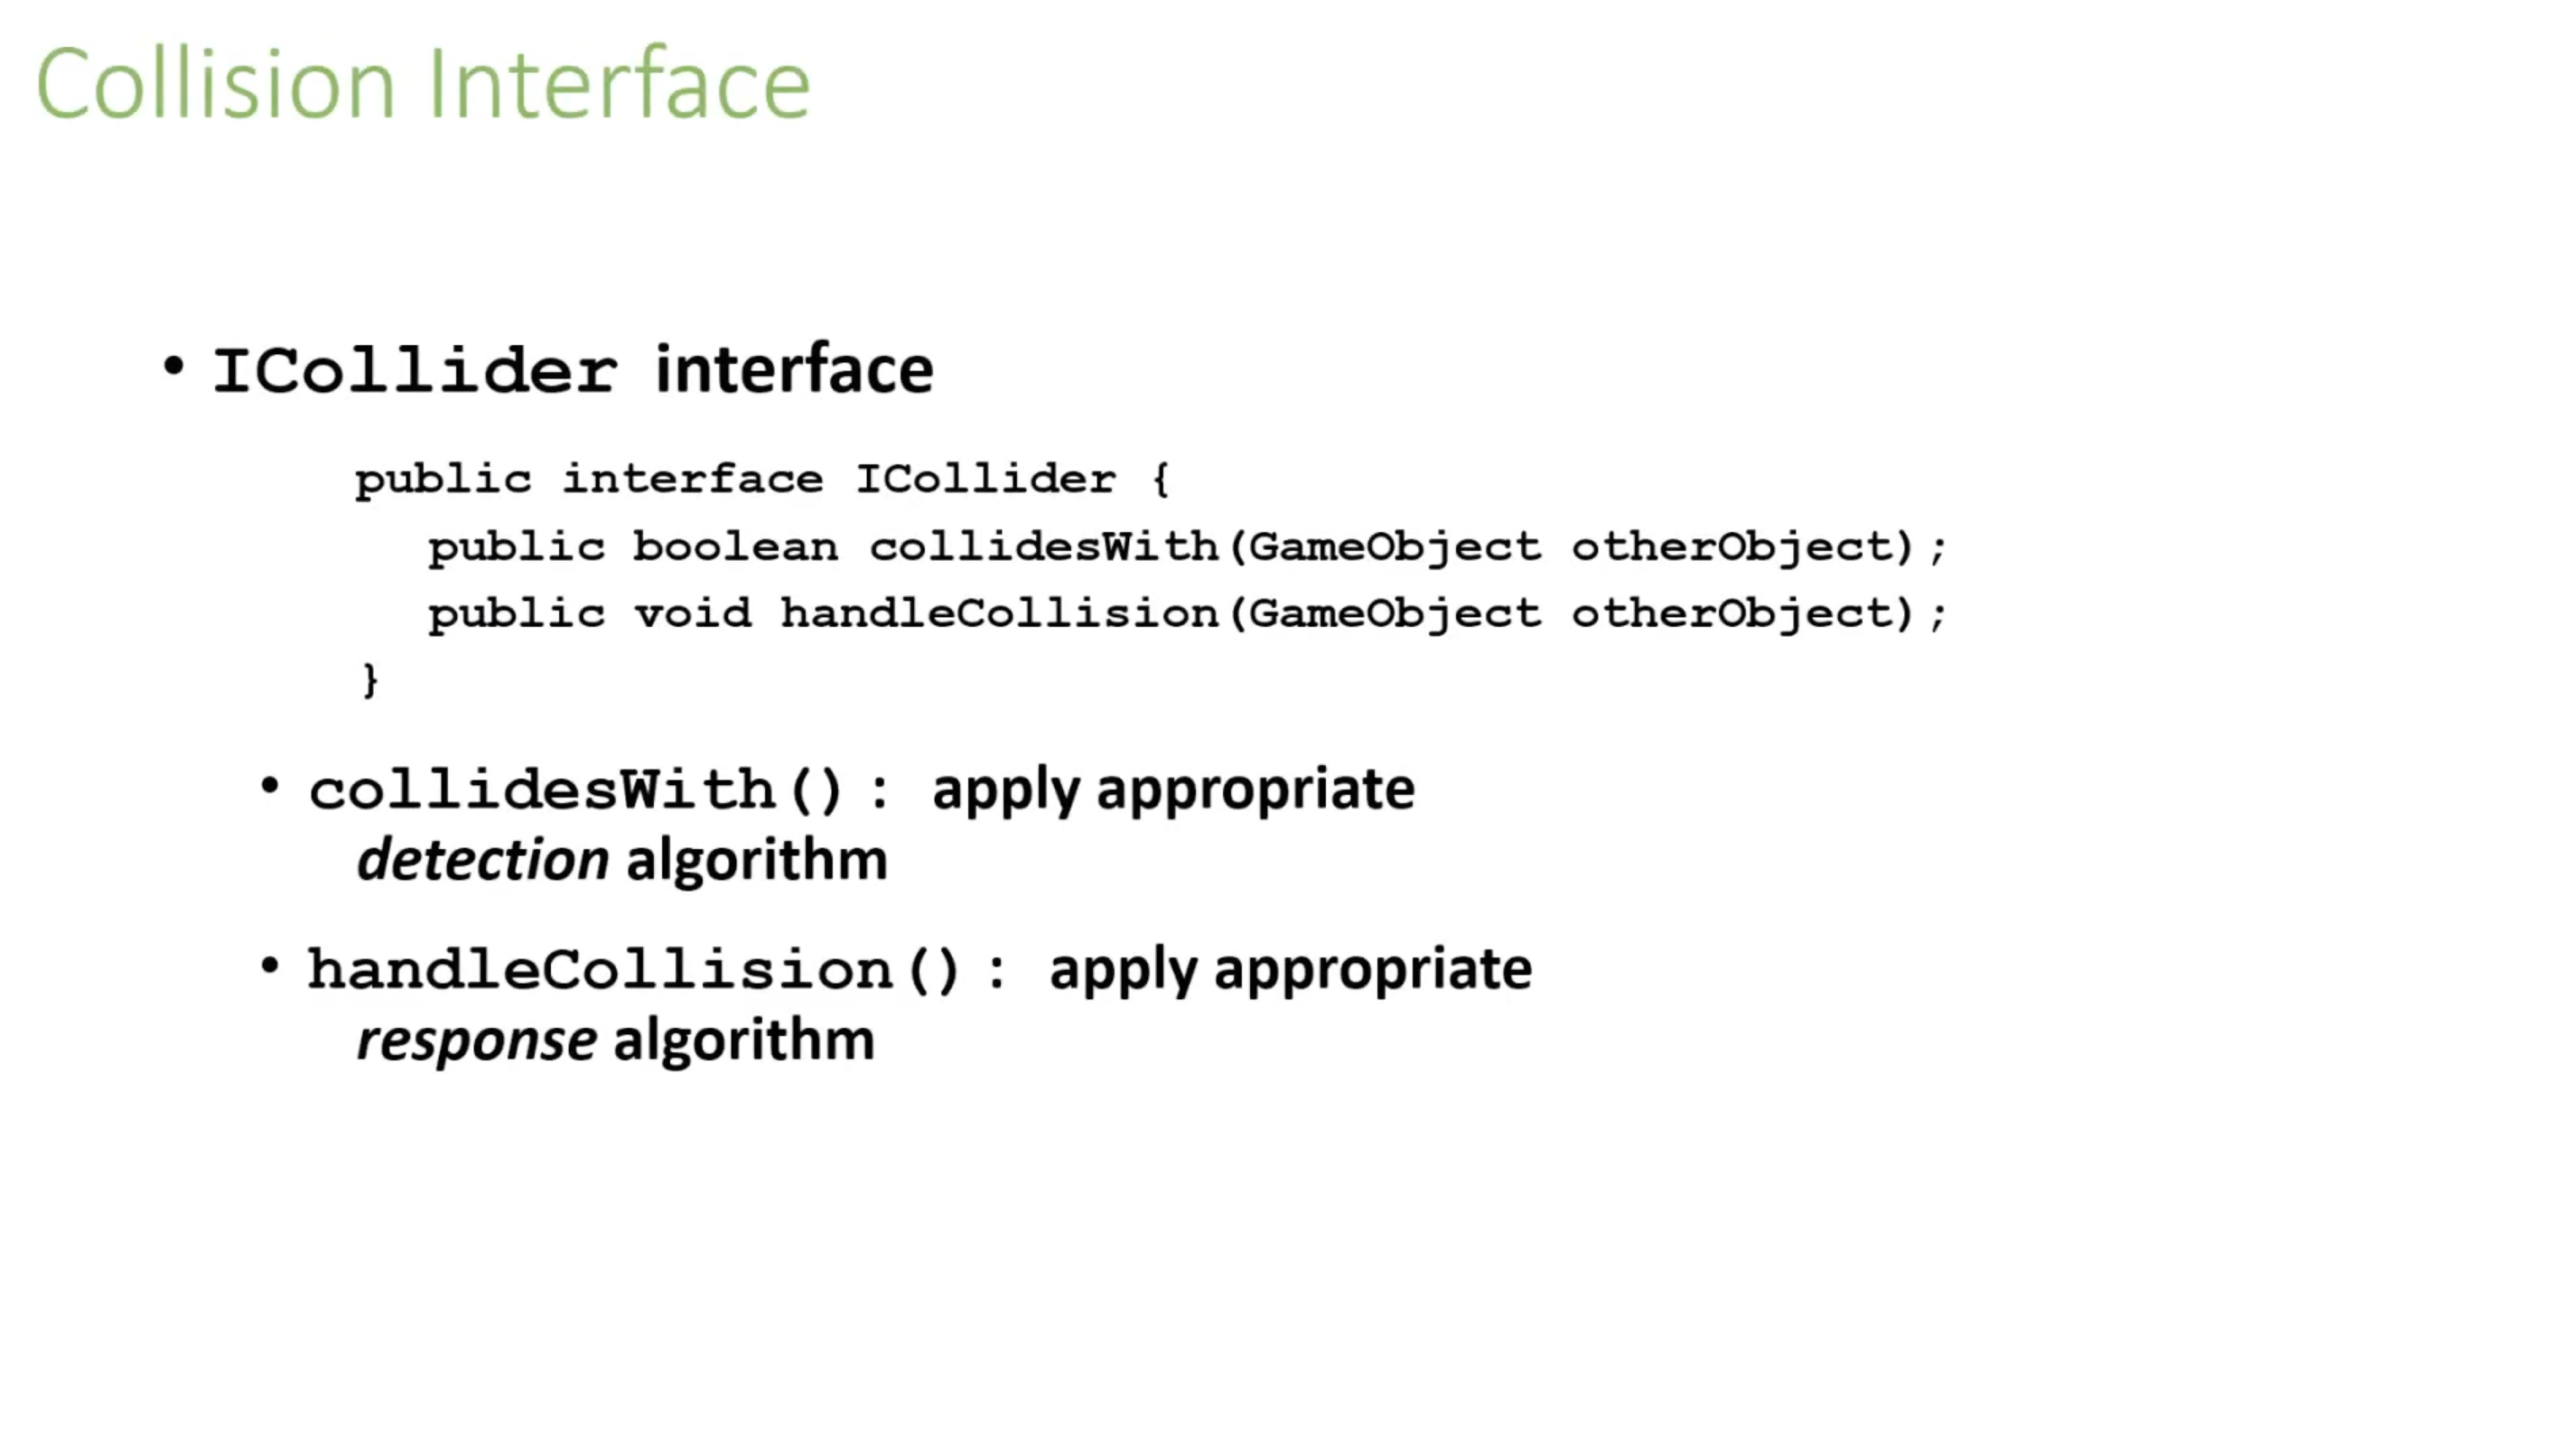 Collision Interface
• ICollider interface
public interface ICollider {
public boolean collidesWith(GameObject otherObject);
public void handleCollision(GameObject otherObject);
}
• collidesWith(): apply appropriate
detection algorithm
• handleCollision(): apply appropriate
response algorithm